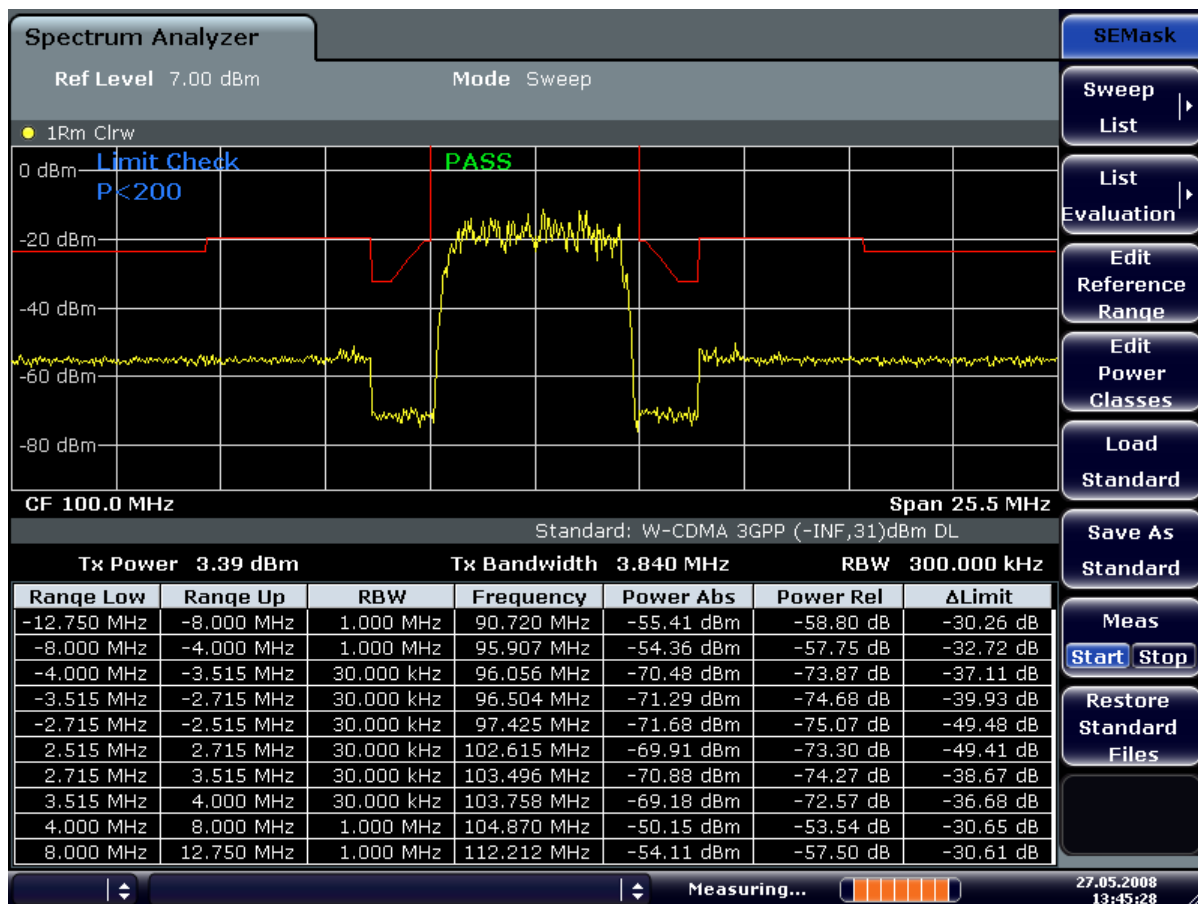 Spectrum Analyzer
Ref Level 7.00 dBm Mode Sweep
1Rm Clrw
Limit Check PASS
P<200
0 dBm
-20 dBm
-40 dBm
-60 dBm
-80 dBm
CF 100.0 MHz Span 25.5 MHz
Standard: W-CDMA 3GPP (-INF,31)dBm DL
Tx Power 3.39 dBm Tx Bandwidth 3.840 MHz RBW 300.000 kHz
Range Low Range Up RBW Frequency Power Abs Power Rel ΔLimit
-12.750 MHz -8.000 MHz 1.000 MHz 90.720 MHz -55.41 dBm -58.80 dB -30.26 dB
-8.000 MHz -4.000 MHz 1.000 MHz 95.907 MHz -54.36 dBm -57.75 dB -32.72 dB
-4.000 MHz -3.515 MHz 30.000 kHz 96.056 MHz -70.48 dBm -73.87 dB -37.11 dB
-3.515 MHz -2.715 MHz 30.000 kHz 96.504 MHz -71.29 dBm -74.68 dB -39.93 dB
-2.715 MHz -2.515 MHz 30.000 kHz 97.425 MHz -71.68 dBm -75.07 dB -49.48 dB
2.515 MHz 2.715 MHz 30.000 kHz 102.615 MHz -69.91 dBm -73.30 dB -49.41 dB
2.715 MHz 3.515 MHz 30.000 kHz 103.496 MHz -70.88 dBm -74.27 dB -38.67 dB
3.515 MHz 4.000 MHz 30.000 kHz 103.758 MHz -69.18 dBm -72.57 dB -36.68 dB
4.000 MHz 8.000 MHz 1.000 MHz 104.870 MHz -50.15 dBm -53.54 dB -30.65 dB
8.000 MHz 12.750 MHz 1.000 MHz 112.212 MHz -54.11 dBm -57.50 dB -30.61 dB
Measuring...
27.05.2008
13:45:28
SEMask
Sweep
List
List
Evaluation
Edit
Reference
Range
Edit
Power
Classes
Load
Standard
Save As
Standard
Meas
Start Stop
Restore
Standard
Files